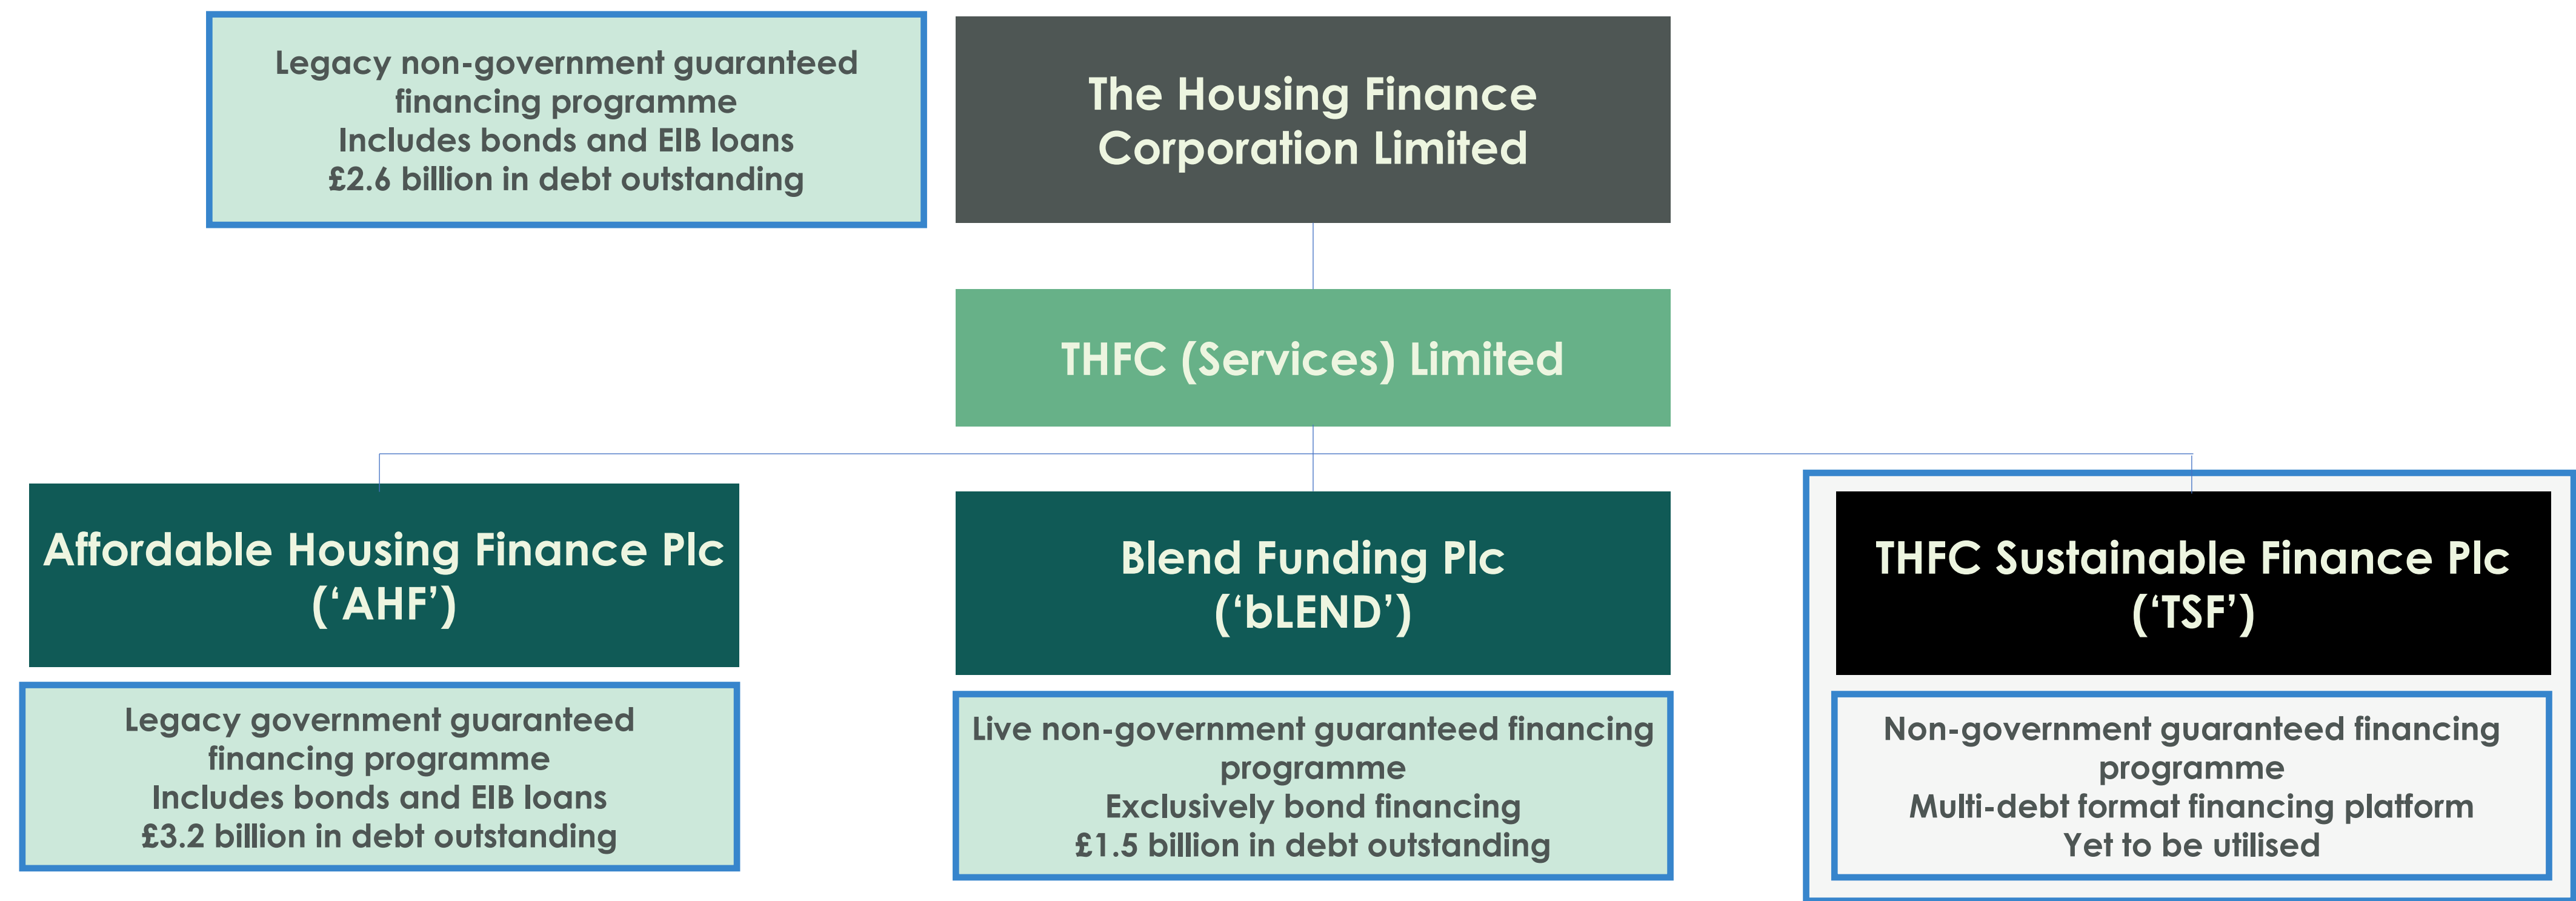 Legacy non-government guaranteed
financing programme
Includes bonds and EIB loans
£2.6 billion in debt outstanding
The Housing Finance
Corporation Limited
THFC (Services) Limited
Affordable Housing Finance Plc
(‘AHF’)
Legacy government guaranteed
financing programme
Includes bonds and EIB loans
£3.2 billion in debt outstanding
Blend Funding Plc
(‘bLEND’)
Live non-government guaranteed financing
programme
Exclusively bond financing
£1.5 billion in debt outstanding
THFC Sustainable Finance Plc
(‘TSF’)
Non-government guaranteed financing
programme
Multi-debt format financing platform
Yet to be utilised